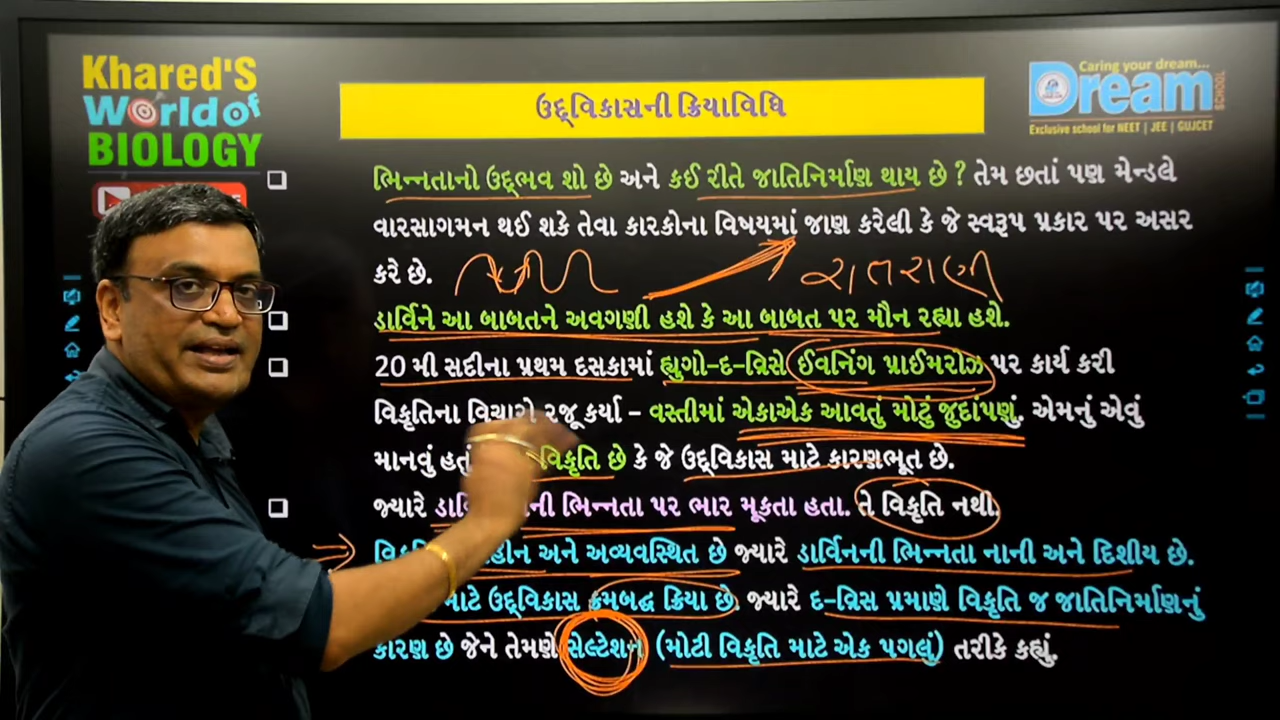 Khared'S
World of
BIOLOGY
Caring your dream...
Dream
SCHOOL
Exclusive school for NEET | JEE | GUJCET
ઉદ્દવિકાસની ક્રિયાવિધિ
ભિન્નતાનો ઉદ્દભવ શો છે અને કઈ રીતે જાતિનિર્માણ થાય છે ? તેમ છતાં પણ મેન્ડલે
વારસાગમન થઈ શકે તેવા કારકોના વિષયમાં જાણ કરેલી કે જે સ્વરૂપ પ્રકાર પર અસર
કરે છે.
રાતરાણી
ડાર્વિને આ બાબતને અવગણી હશે કે આ બાબત પર મૌન રહ્યા હશે.
20 મી સદીના પ્રથમ દસકામાં હ્યુગો-દ-વ્રિસે ઈવનિંગ પ્રાઈમરોઝ પર કાર્ય કરી
વિકૃતિના વિચારો રજૂ કર્યા – વસ્તીમાં એકાએક આવતું મોટું જુદાંપણું. એમનું એવું
માનવું હતું વિકૃતિ છે કે જે ઉદ્દવિકાસ માટે કારણભૂત છે.
જ્યારે ની ભિન્નતા પર ભાર મૂકતા હતા. તે વિકૃતિ નથી.
અને અવ્યવસ્થિત છે જ્યારે ડાર્વિનની ભિન્નતા નાની અને દિશીય છે.
માટે ઉદ્દવિકાસ ક્રમબદ્ધ ક્રિયા છે. જ્યારે દ-વ્રિસ પ્રમાણે વિકૃતિ જ જાતિનિર્માણનું
કારણ છે જેને તેમણે સેલ્ટેશન (મોટી વિકૃતિ માટે એક પગલું) તરીકે કહ્યું.